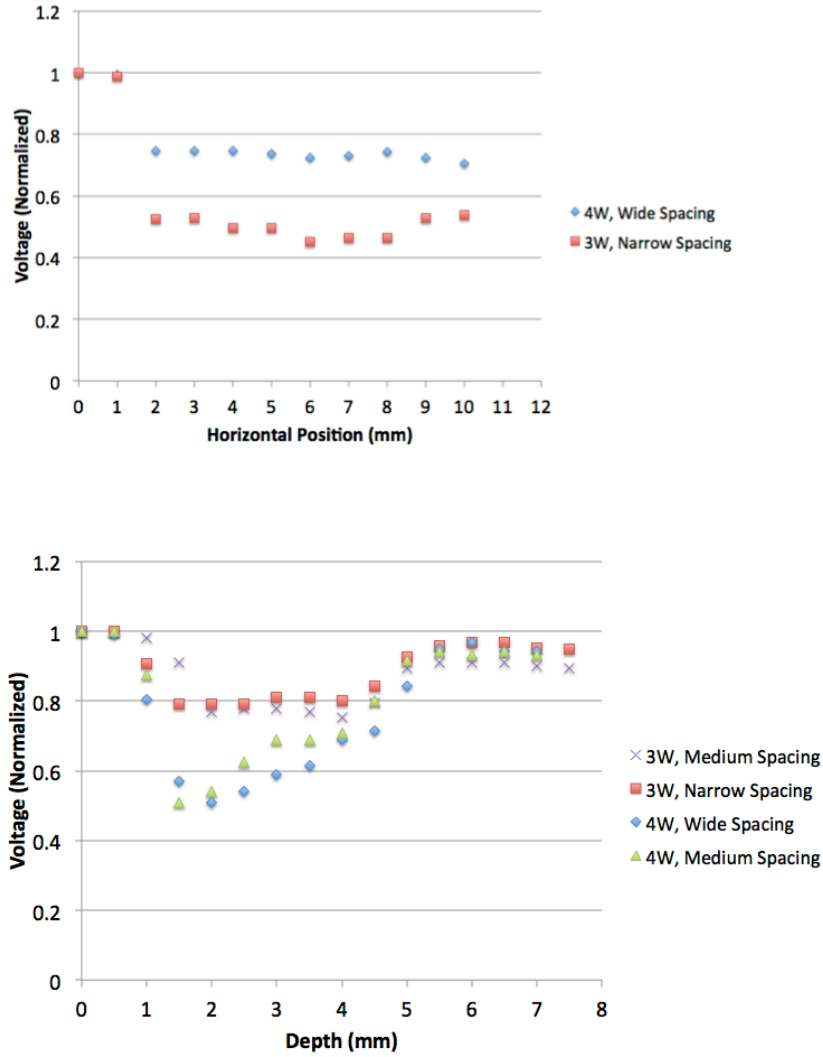 1.2
1
0.8
0.6
0.4
0.2
0
Voltage (Normalized)
0 1 2 3 4 5 6 7 8 9 10 11 12
Horizontal Position (mm)
4W, Wide Spacing
3W, Narrow Spacing
1.2
1
0.8
0.6
0.4
0.2
0
Voltage (Normalized)
0 1 2 3 4 5 6 7 8
Depth (mm)
3W, Medium Spacing
3W, Narrow Spacing
4W, Wide Spacing
4W, Medium Spacing